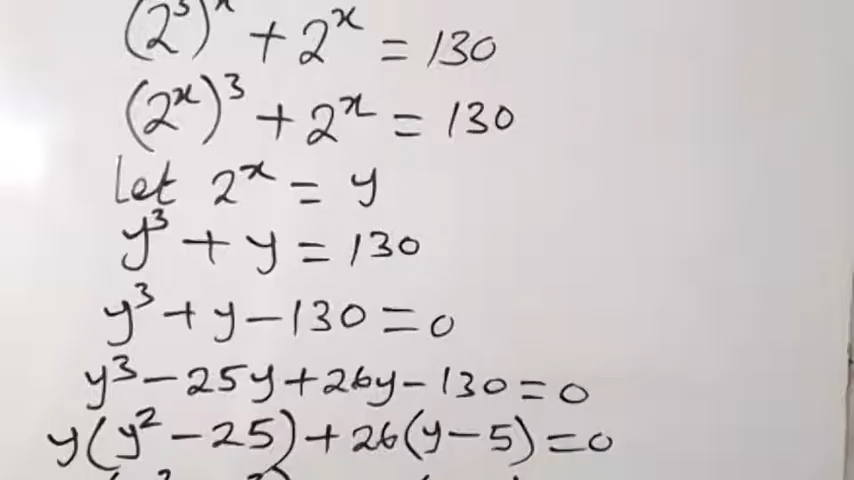 (2³)ˣ + 2ˣ = 130
(2ˣ)³ + 2ˣ = 130
Let 2ˣ = y
y³ + y = 130
y³ + y - 130 = 0
y³ - 25y + 26y - 130 = 0
y(y² - 25) + 26(y - 5) = 0